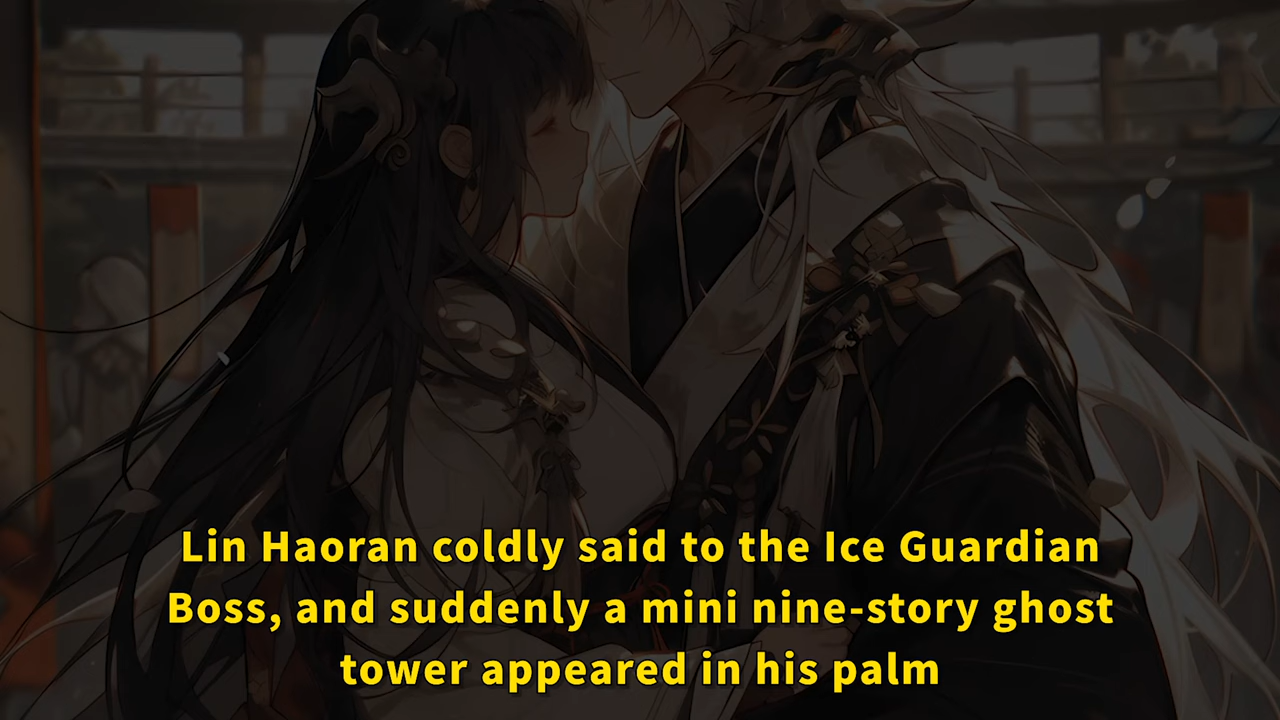 Lin Haoran coldly said to the Ice Guardian
Boss, and suddenly a mini nine-story ghost
tower appeared in his palm